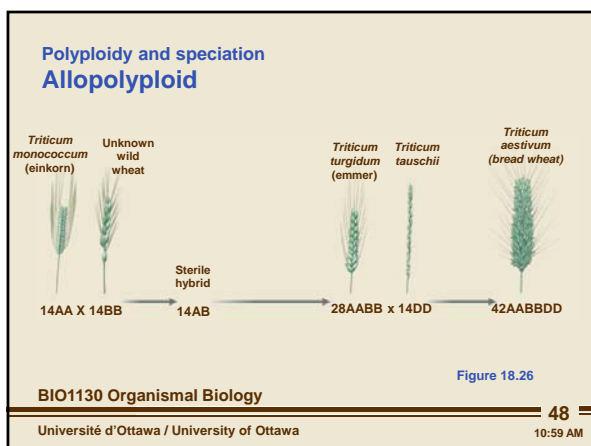 Polyploidy and speciation
Allopolyploid
Triticum
monococcum
(einkorn)
Unknown
wild
wheat
Sterile
hybrid
Triticum
turgidum
(emmer)
Triticum
tauschii
Triticum
aestivum
(bread wheat)
14AA X 14BB
14AB
28AABB x 14DD
42AABBDD
Figure 18.26
BIO1130 Organismal Biology
48
Université d'Ottawa / University of Ottawa
10:59 AM